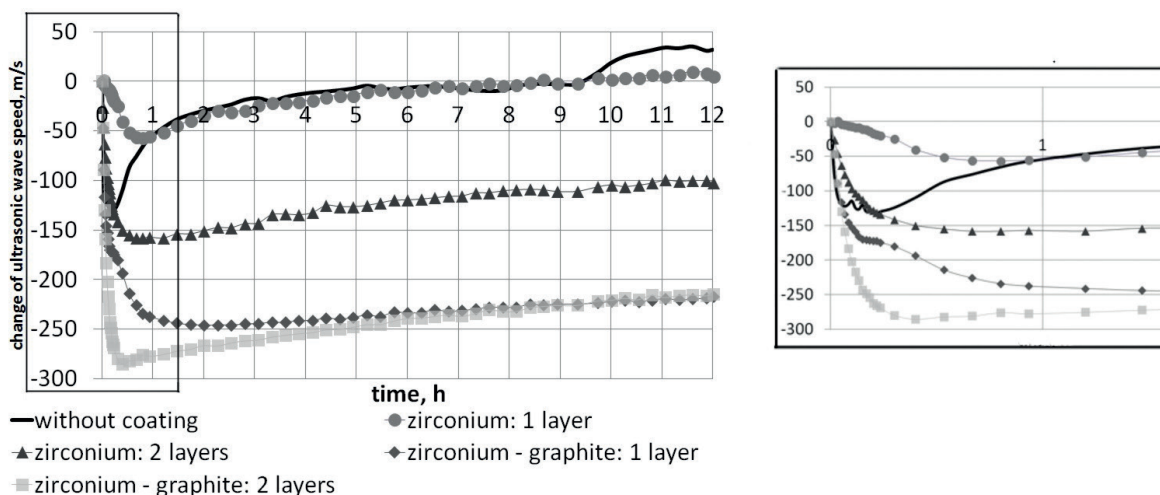 change of ultrasonic wave speed, m/s
50
0
-50
-100
-150
-200
-250
-300
0 1 2 3 4 5 6 7 8 9 10 11 12
time, h
without coating
zirconium: 1 layer
zirconium: 2 layers
zirconium - graphite: 1 layer
zirconium - graphite: 2 layers
50
0
-50
-100
-150
-200
-250
-300
0 1